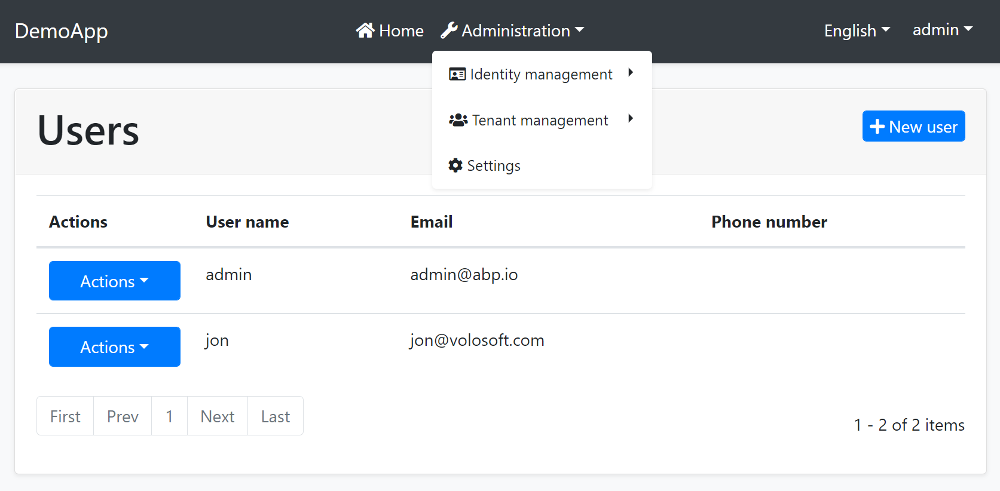 DemoApp Home Administration English admin
Identity management
Tenant management
Settings
Users New user
Actions User name Email Phone number
Actions admin admin@abp.io
Actions jon jon@volosoft.com
First Prev 1 Next Last
1 - 2 of 2 items